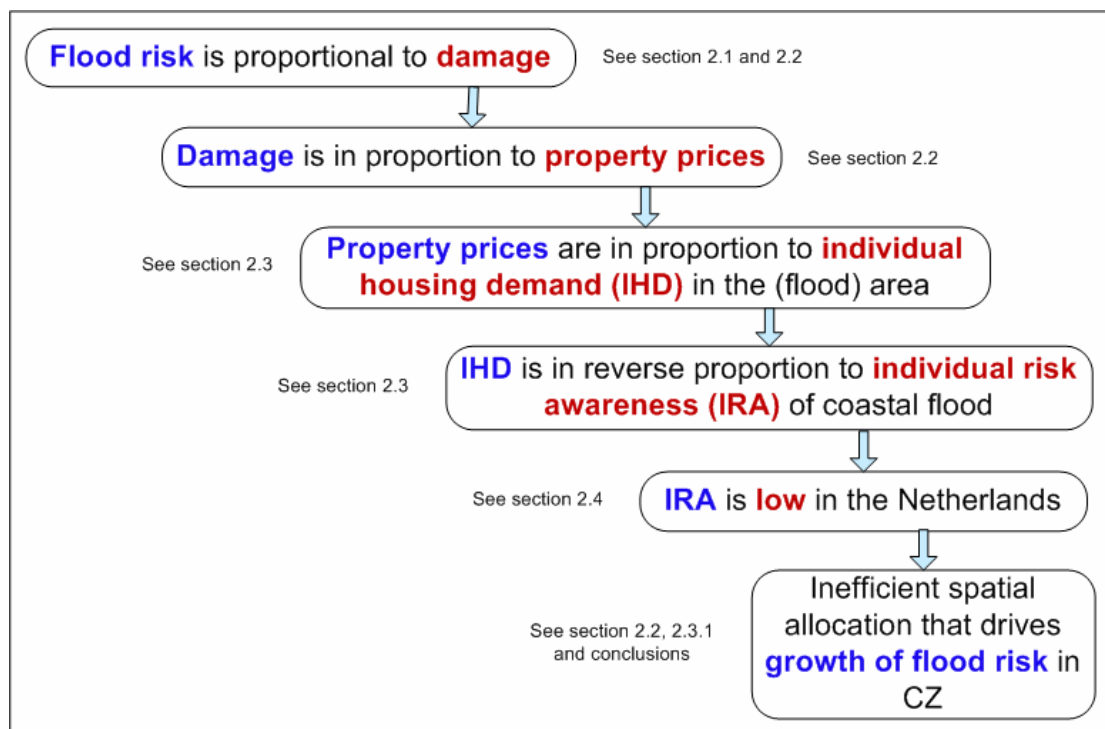 Flood risk is proportional to damage
See section 2.1 and 2.2
Damage is in proportion to property prices
See section 2.2
See section 2.3
Property prices are in proportion to individual
housing demand (IHD) in the (flood) area
See section 2.3
IHD is in reverse proportion to individual risk
awareness (IRA) of coastal flood
See section 2.4
IRA is low in the Netherlands
See section 2.2, 2.3.1
and conclusions
Inefficient spatial
allocation that drives
growth of flood risk in
CZ